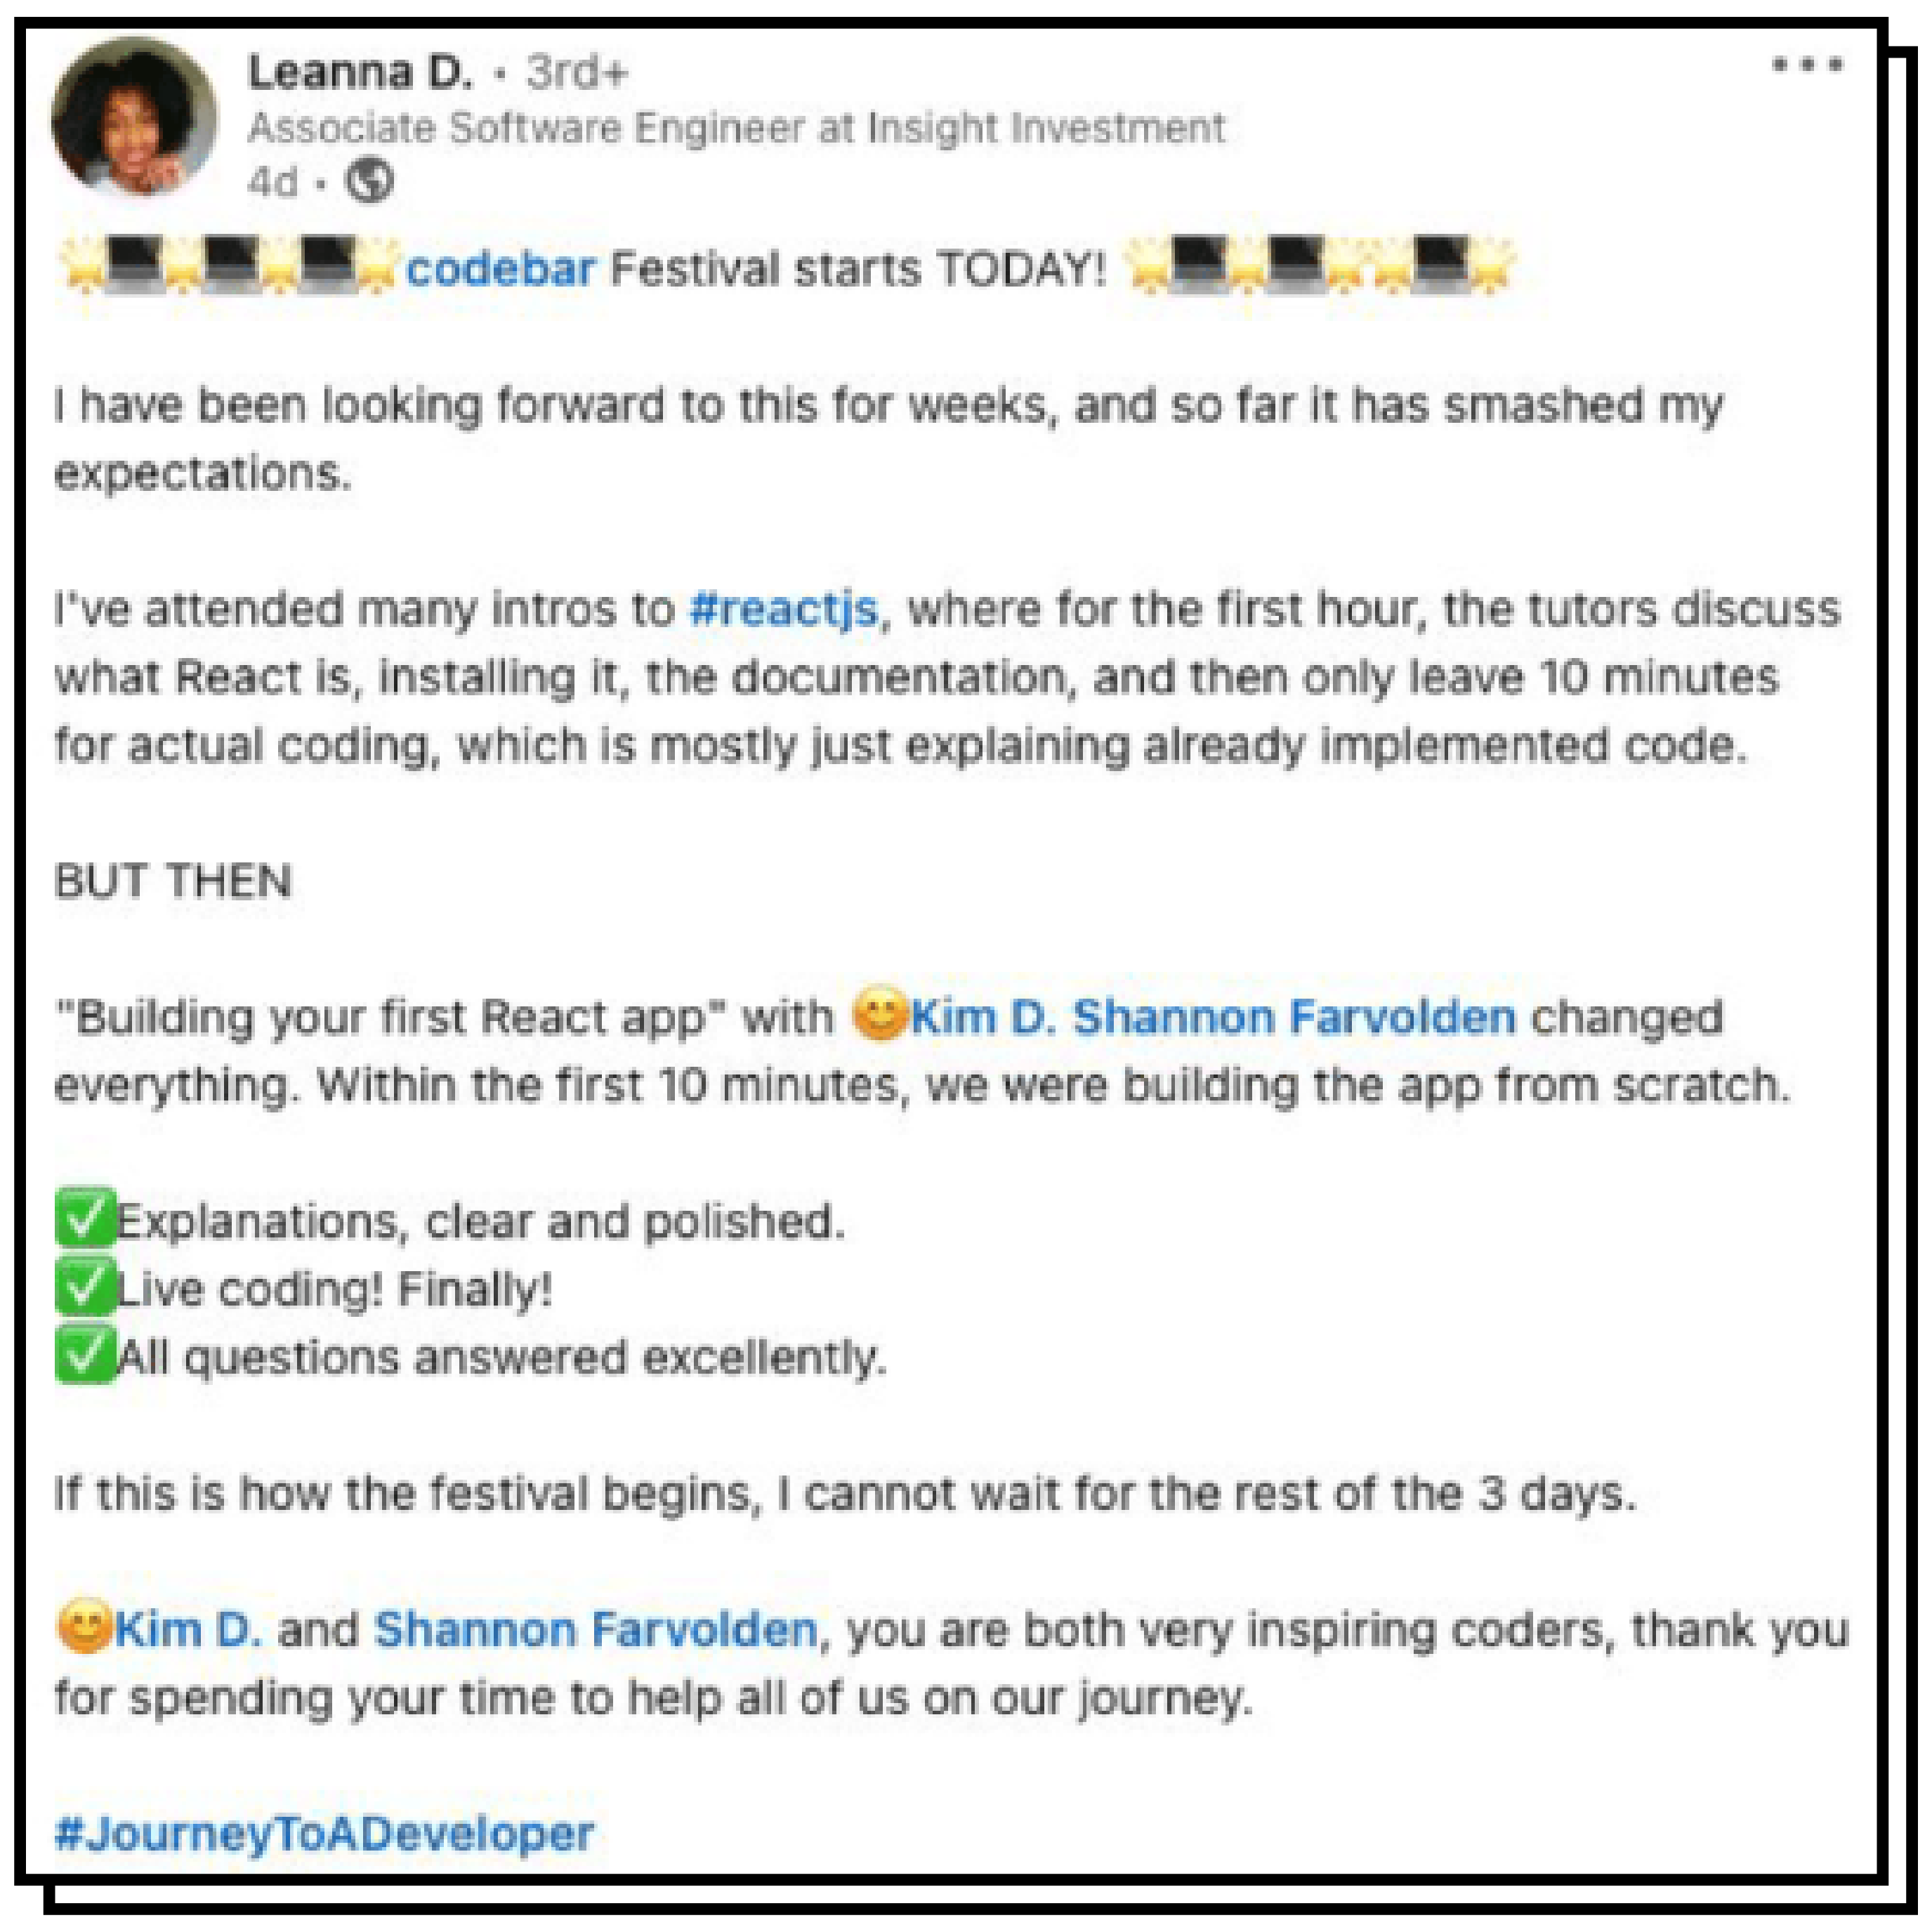 Leanna D. • 3rd+
Associate Software Engineer at Insight Investment
4d •
🌟💻🌟💻🌟💻🌟codebar Festival starts TODAY! 🌟💻🌟💻🌟🌟💻🌟
I have been looking forward to this for weeks, and so far it has smashed my
expectations.
I've attended many intros to #reactjs, where for the first hour, the tutors discuss
what React is, installing it, the documentation, and then only leave 10 minutes
for actual coding, which is mostly just explaining already implemented code.
BUT THEN
"Building your first React app" with 😊Kim D. Shannon Farvolden changed
everything. Within the first 10 minutes, we were building the app from scratch.
✅Explanations, clear and polished.
✅Live coding! Finally!
✅All questions answered excellently.
If this is how the festival begins, I cannot wait for the rest of the 3 days.
😊Kim D. and Shannon Farvolden, you are both very inspiring coders, thank you
for spending your time to help all of us on our journey.
#JourneyToADeveloper